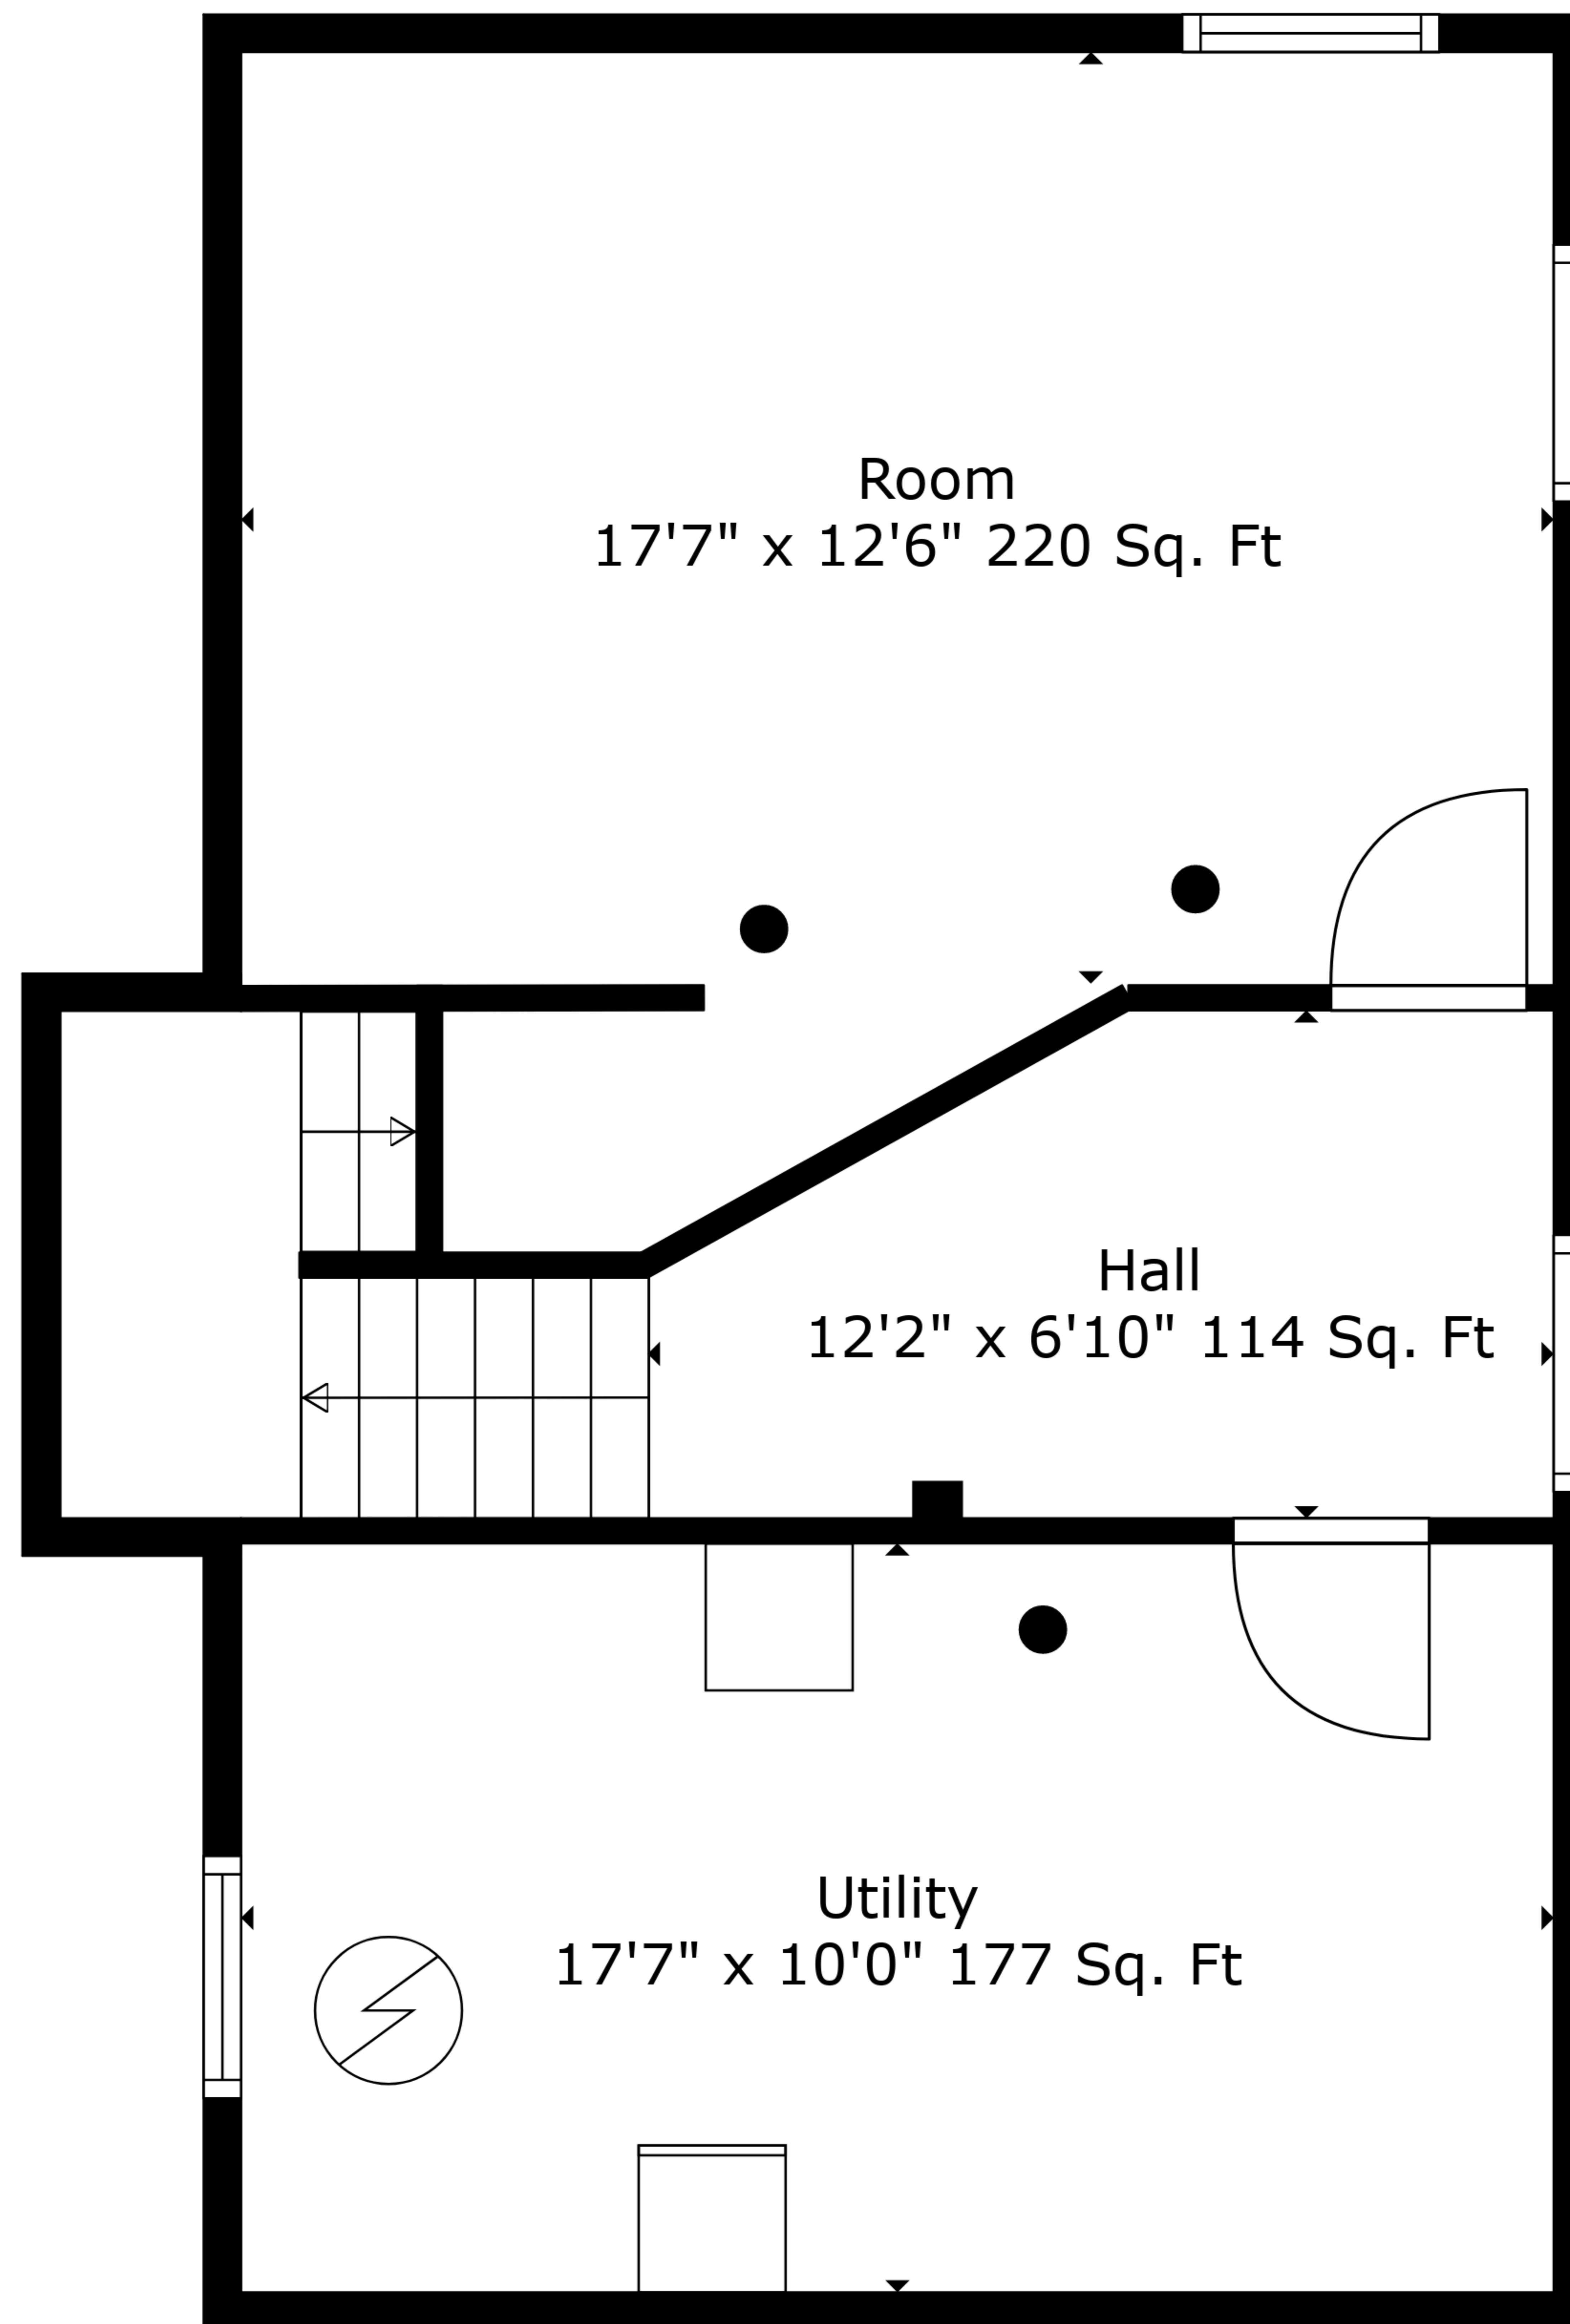 Room
17'7" x 12'6" 220 Sq. Ft
Hall
12'2" x 6'10" 114 Sq. Ft
Utility
17'7" x 10'0" 177 Sq. Ft